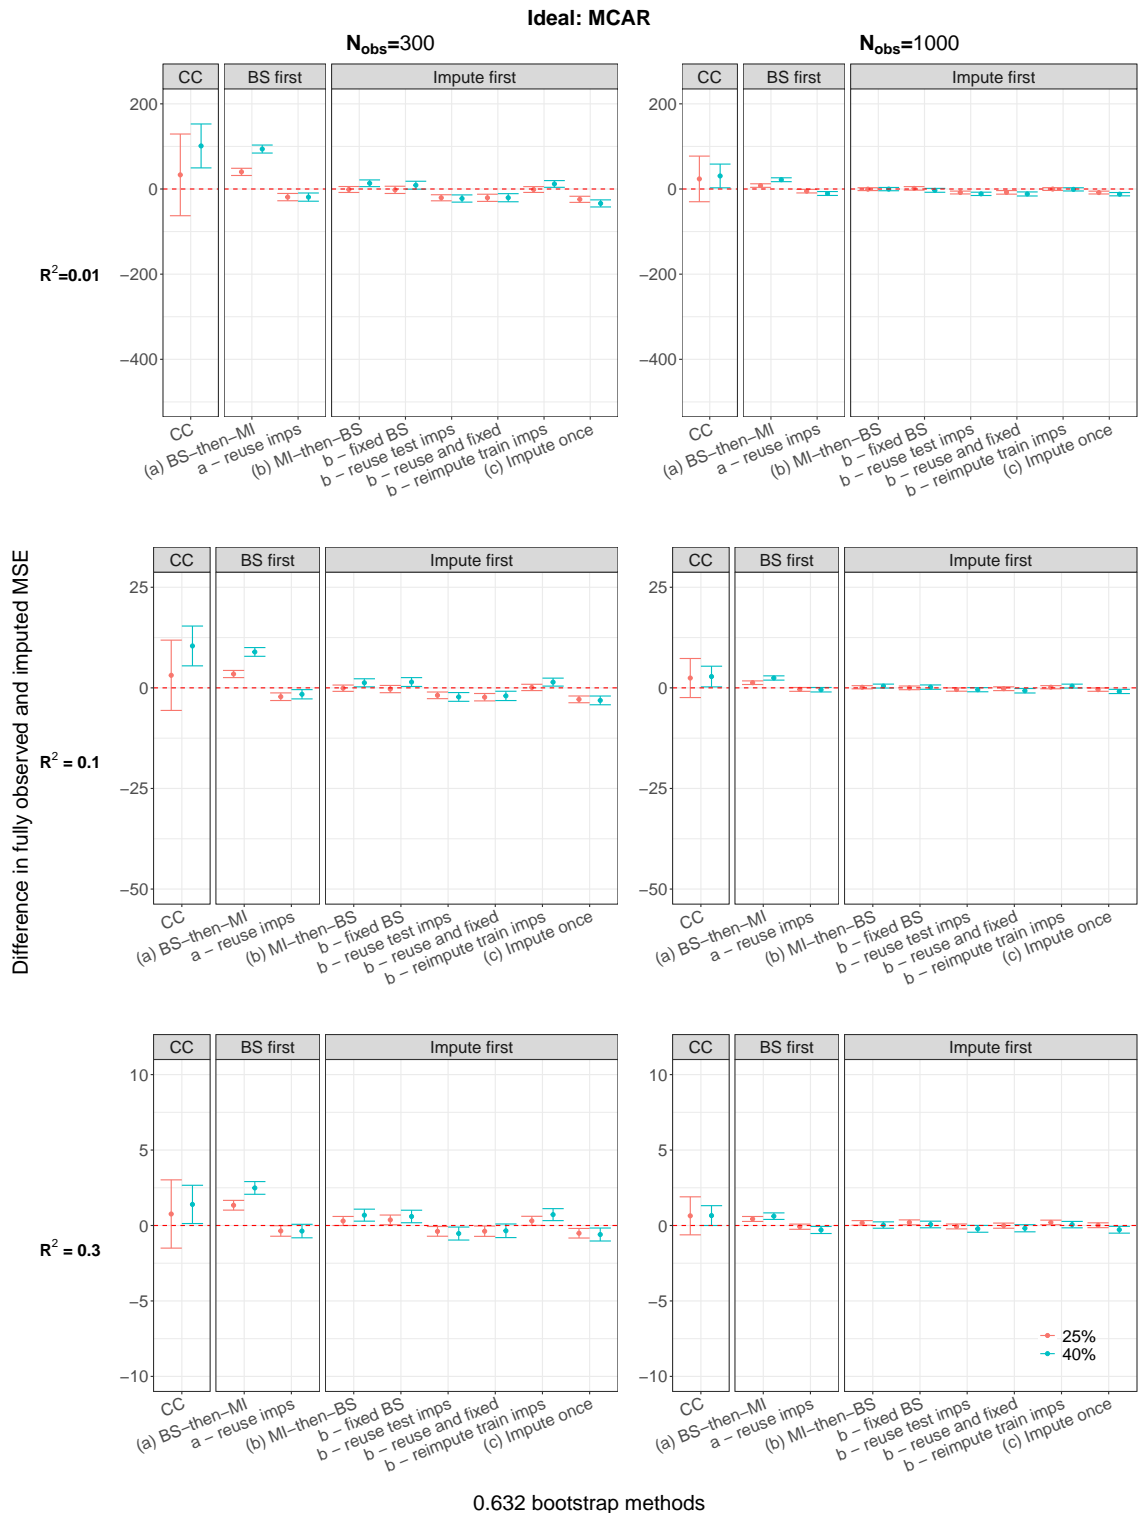 Ideal: MCAR
N_obs=300 N_obs=1000
CC BS first Impute first CC BS first Impute first
200 200
0 0
R²=0.01
−200 −200
−400 −400
CC (a) BS−then−MI a − reuse imps (b) MI−then−BS b − fixed BS b − reuse test imps b − reuse and fixed b − reimpute train imps (c) Impute once
CC (a) BS−then−MI a − reuse imps (b) MI−then−BS b − fixed BS b − reuse test imps b − reuse and fixed b − reimpute train imps (c) Impute once
Difference in fully observed and imputed MSE
CC BS first Impute first CC BS first Impute first
25 25
0 0
R² = 0.1
−25 −25
−50 −50
CC (a) BS−then−MI a − reuse imps (b) MI−then−BS b − fixed BS b − reuse test imps b − reuse and fixed b − reimpute train imps (c) Impute once
CC (a) BS−then−MI a − reuse imps (b) MI−then−BS b − fixed BS b − reuse test imps b − reuse and fixed b − reimpute train imps (c) Impute once
CC BS first Impute first CC BS first Impute first
10 10
5 5
0 0
R² = 0.3
−5 −5
25%
40%
−10 −10
CC (a) BS−then−MI a − reuse imps (b) MI−then−BS b − fixed BS b − reuse test imps b − reuse and fixed b − reimpute train imps (c) Impute once
CC (a) BS−then−MI a − reuse imps (b) MI−then−BS b − fixed BS b − reuse test imps b − reuse and fixed b − reimpute train imps (c) Impute once
0.632 bootstrap methods